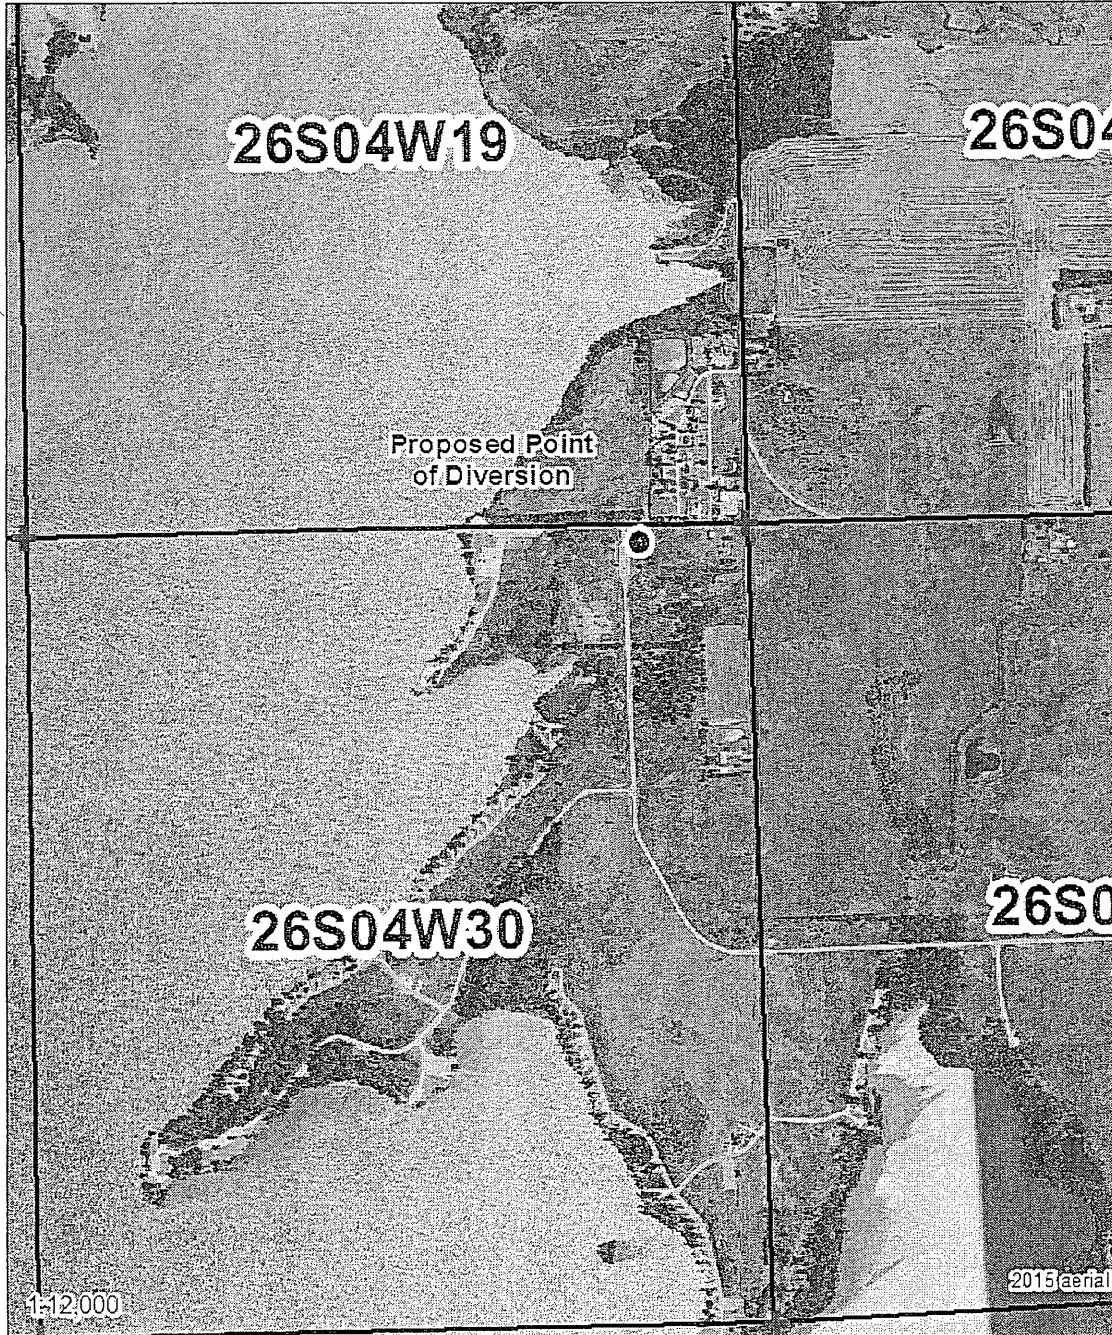 26S04W19
26S04
Proposed Point
of Diversion
26S04W30
26S0
1:12,000
2015 aerial